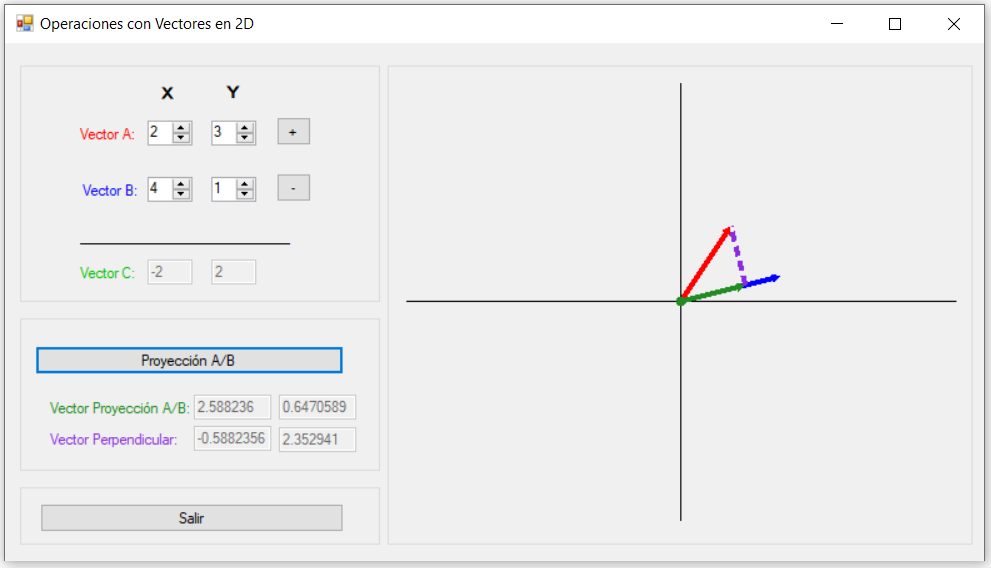 Operaciones con Vectores en 2D
X Y
Vector A: 2 3 +
Vector B: 4 1 -
Vector C: -2 2
Proyección A/B
Vector Proyección A/B: 2.588236 0.6470589
Vector Perpendicular: -0.5882356 2.352941
Salir